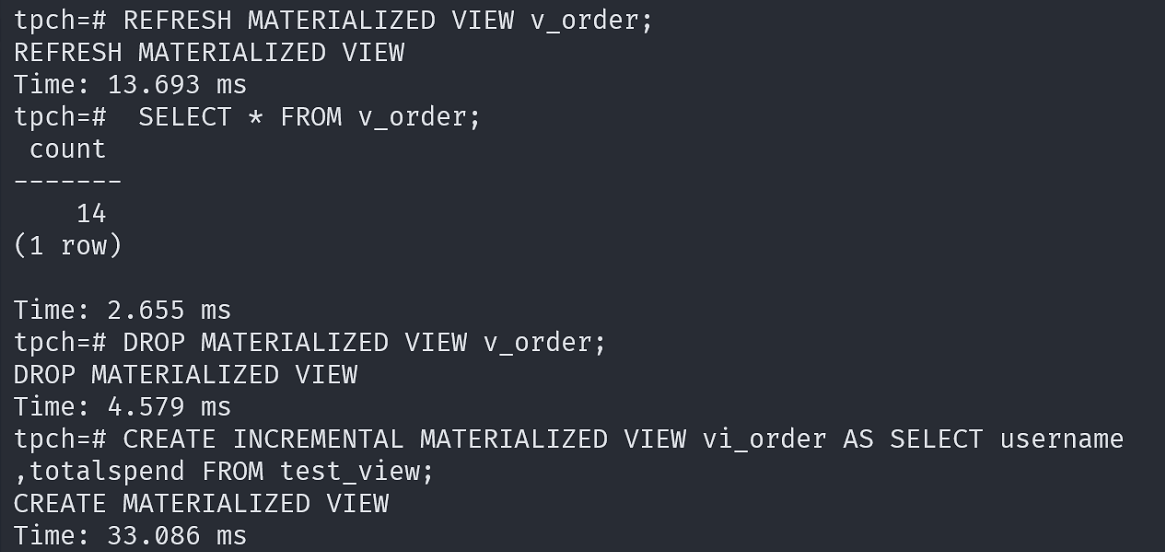 tpch=# REFRESH MATERIALIZED VIEW v_order;
REFRESH MATERIALIZED VIEW
Time: 13.693 ms
tpch=#  SELECT * FROM v_order;
 count
-------
    14
(1 row)

Time: 2.655 ms
tpch=# DROP MATERIALIZED VIEW v_order;
DROP MATERIALIZED VIEW
Time: 4.579 ms
tpch=# CREATE INCREMENTAL MATERIALIZED VIEW vi_order AS SELECT username
,totalspend FROM test_view;
CREATE MATERIALIZED VIEW
Time: 33.086 ms